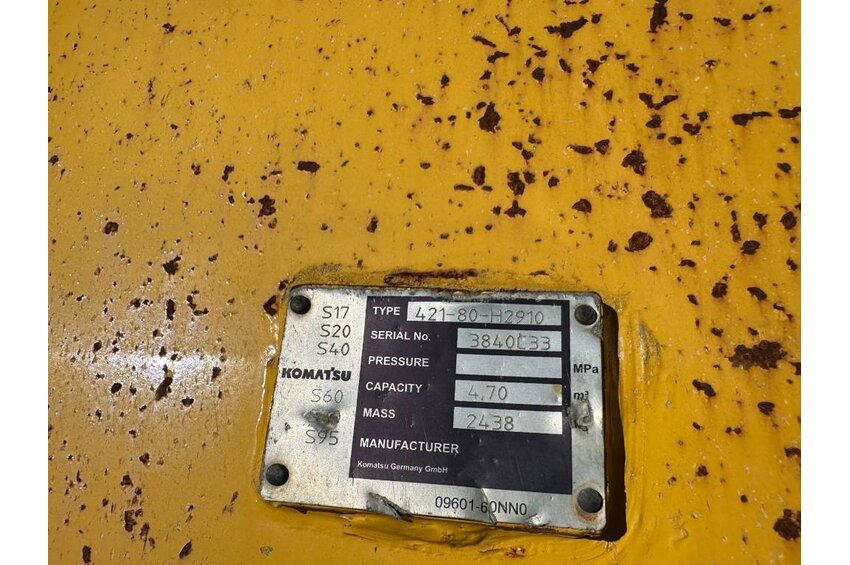 S17
S20
S40
KOMATSU
S60
S95
TYPE 421-80-H2910
SERIAL No. 3840C33
PRESSURE MPa
CAPACITY 4,70 m³
MASS 2438
MANUFACTURER
Komatsu Germany GmbH
09601-60NN0